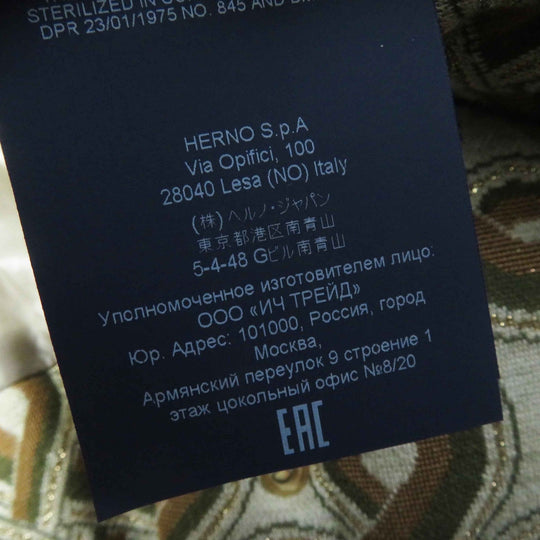 STERILIZED IN
DPR 23/01/1975 NO. 845 AND
HERNO S.p.A
Via Opifici, 100
28040 Lesa (NO) Italy
(株) ヘルノ・ジャパン
東京都港区南青山
5-4-48 Gビル南青山
Уполномоченное изготовителем лицо:
ООО «ИЧ ТРЕЙД»
Юр. Адрес: 101000, Россия, город
Москва,
Армянский переулок 9 строение 1
этаж цокольный офис №8/20
EAC